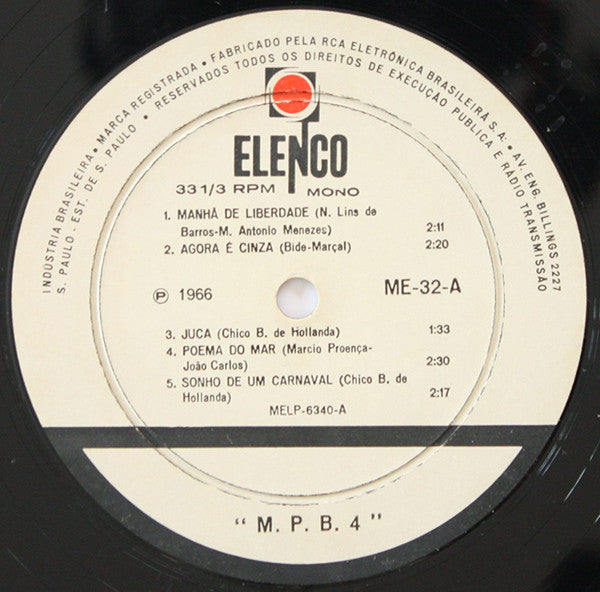 INDÚSTRIA BRASILEIRA • MARCA REGISTRADA • FABRICADO PELA RCA ELETRÔNICA BRASILEIRA S.A. • AV. ENG. BILLINGS 2227
S. PAULO - EST. DE S. PAULO • RESERVADOS TODOS OS DIREITOS DE EXECUÇÃO PUBLICA E RÁDIO TRANSMISSÃO
ELENCO
33 1/3 RPM MONO
1. MANHÃ DE LIBERDADE (N. Lins de
Barros-M. Antonio Menezes) 2:11
2. AGORA É CINZA (Bide-Marçal) 2:20
Ⓟ 1966 ME-32-A
3. JUCA (Chico B. de Hollanda) 1:33
4. POEMA DO MAR (Marcio Proença-
João Carlos) 2:30
5. SONHO DE UM CARNAVAL (Chico B. de
Hollanda) 2:17
MELP-6340-A
“M. P. B. 4”